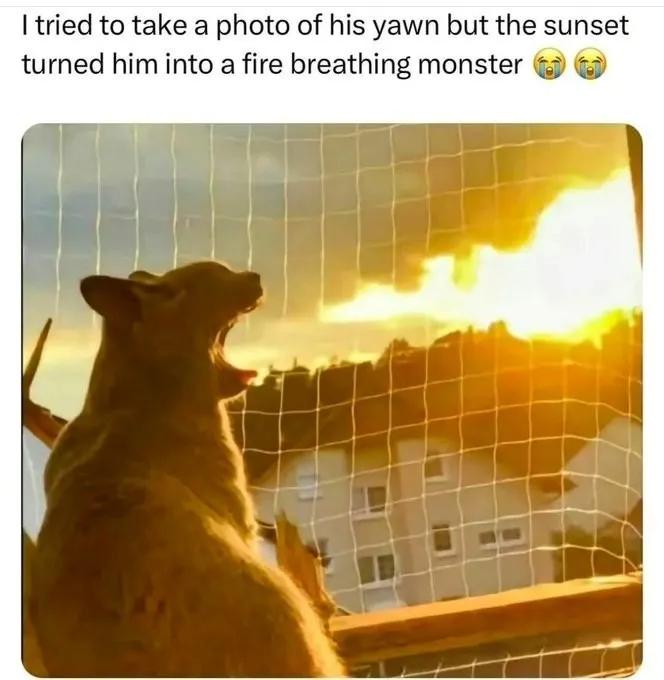 I tried to take a photo of his yawn but the sunset
turned him into a fire breathing monster 😭 😭